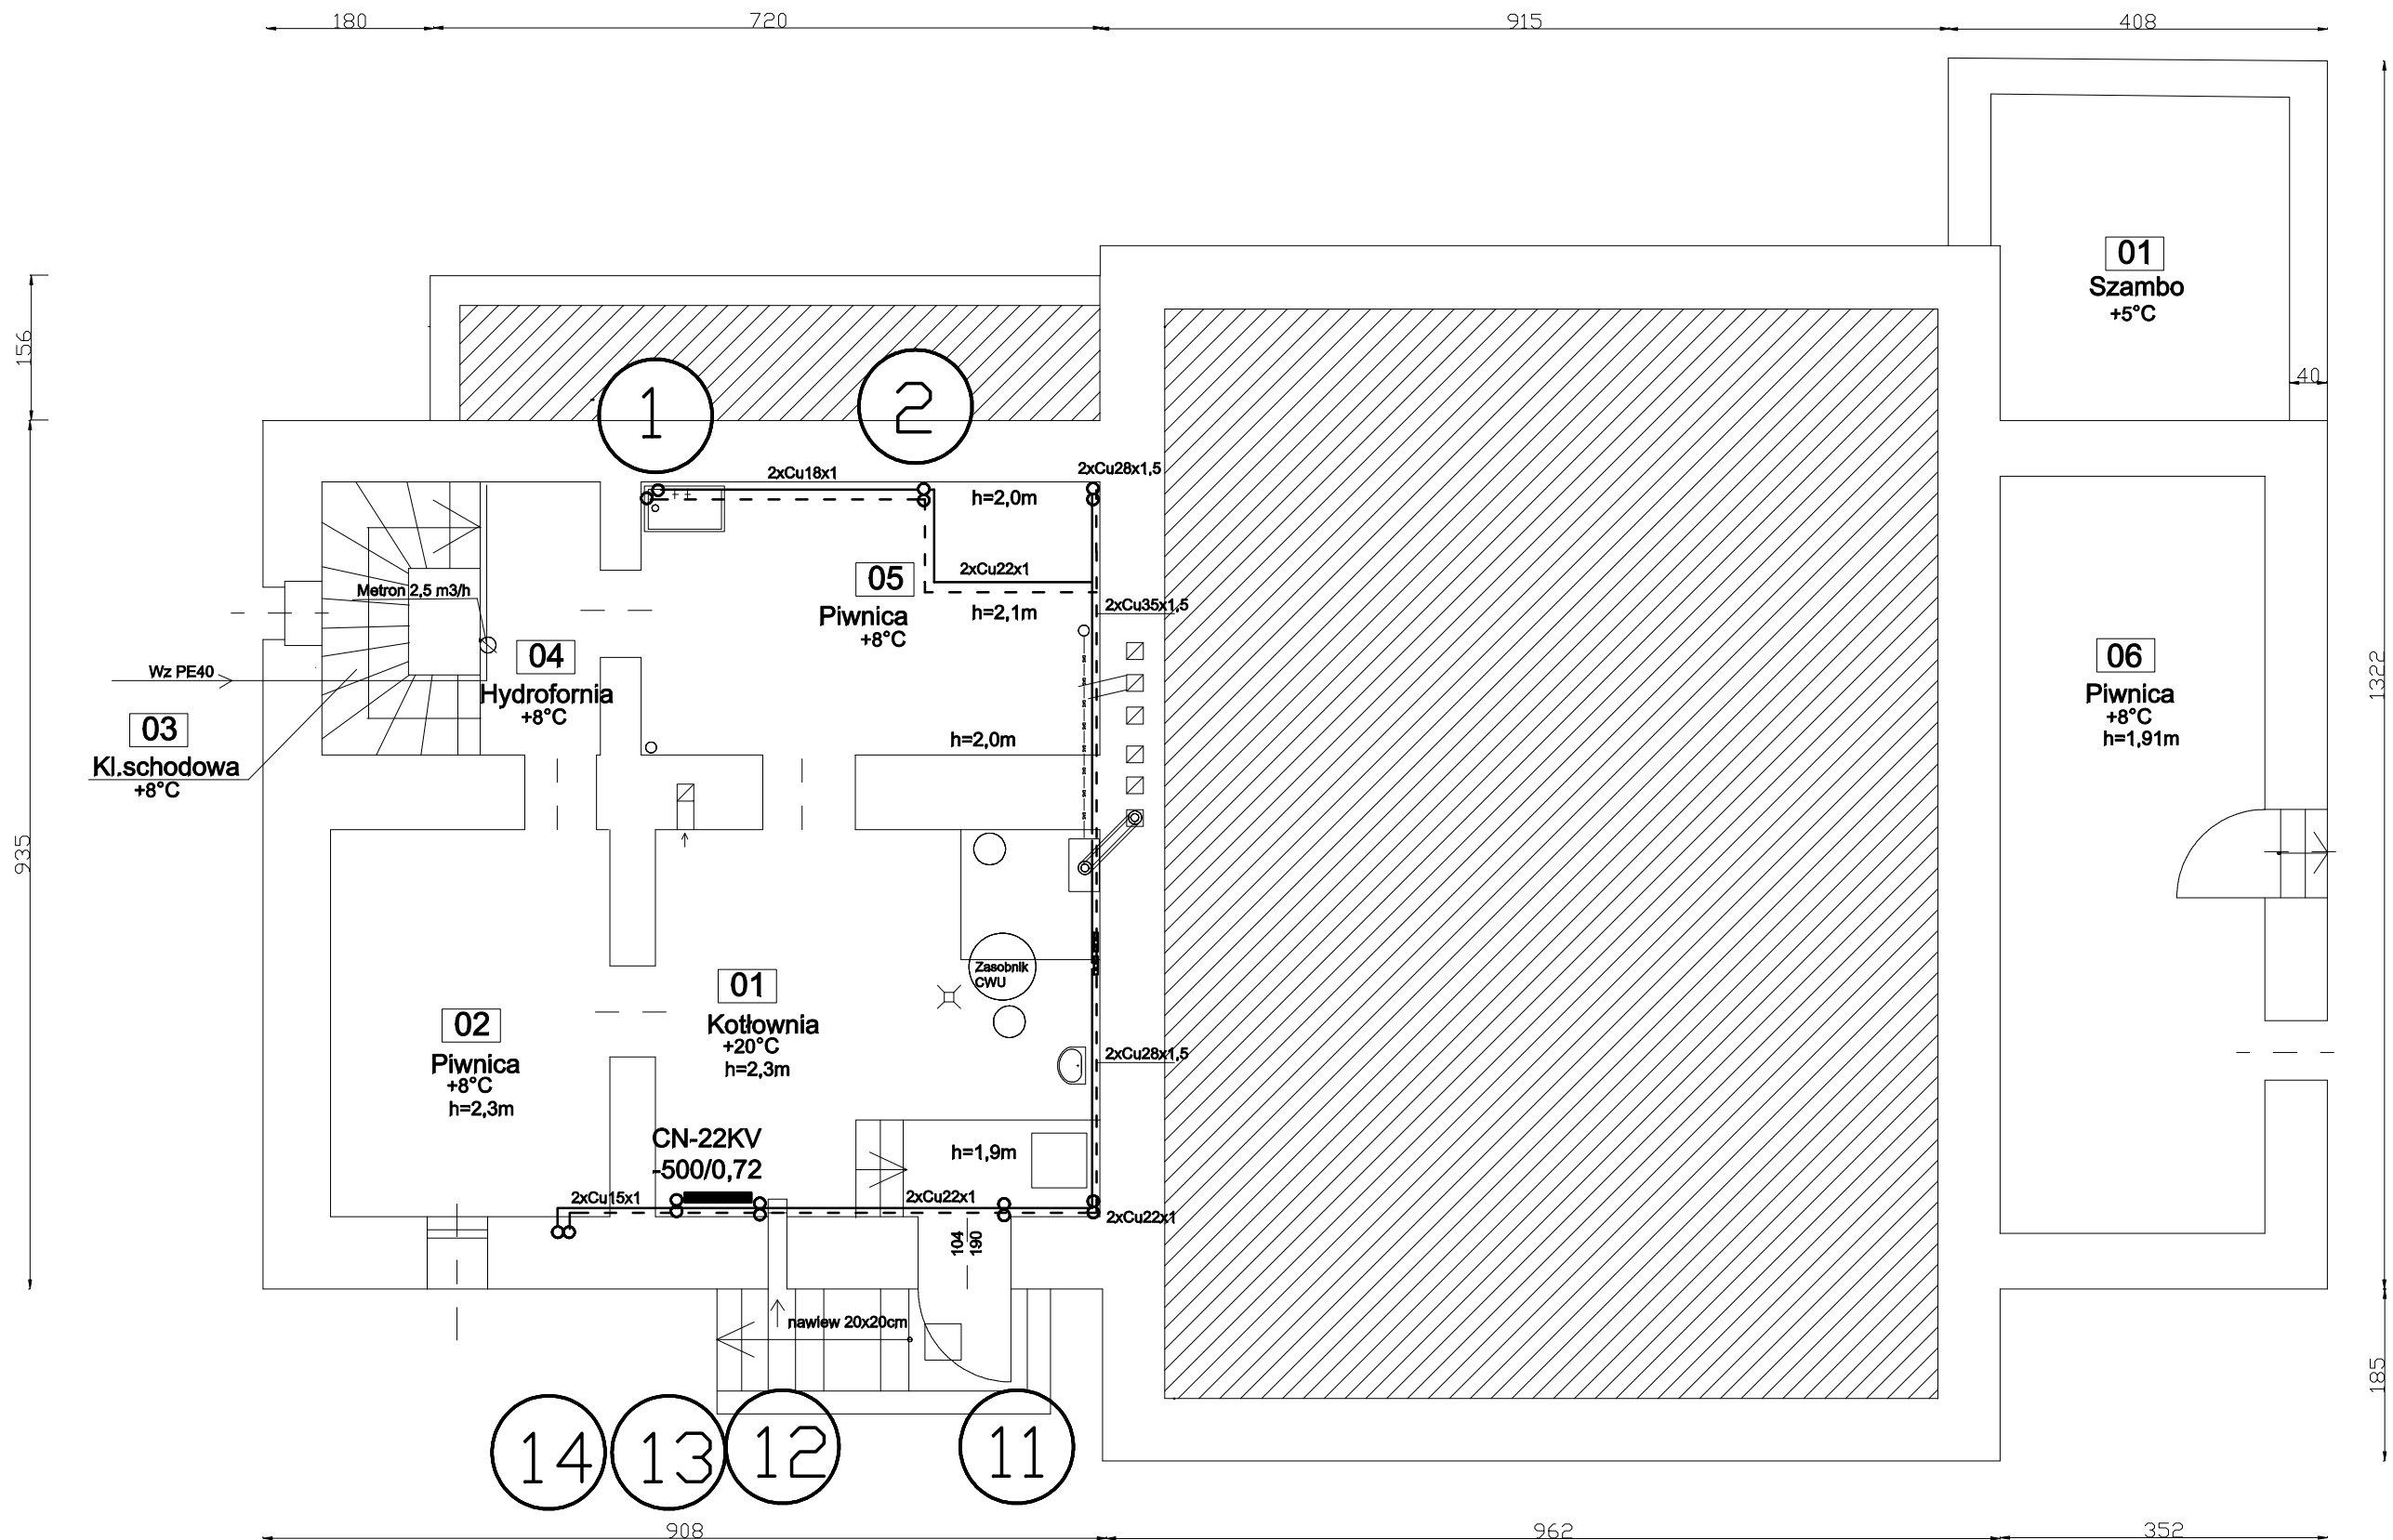 180
720
915
408
01
Szambo
+5°C
40
156
1
2
2xCu18x1
2xCu28x1,5
h=2,0m
05
Piwnica
+8°C
2xCu22x1
h=2,1m
2xCu35x1,5
Metron 2,5 m3/h
04
Hydrofornia
+8°C
Wz PE40
03
Kl.schodowa
+8°C
h=2,0m
06
Piwnica
+8°C
h=1,91m
1322
935
Zasobnik
CWU
01
Kotłownia
+20°C
h=2,3m
02
Piwnica
+8°C
h=2,3m
2xCu28x1,5
CN-22KV
-500/0,72
h=1,9m
2xCu15x1
2xCu22x1
2xCu22x1
104
190
nawiew 20x20cm
185
14
13
12
11
908
962
352